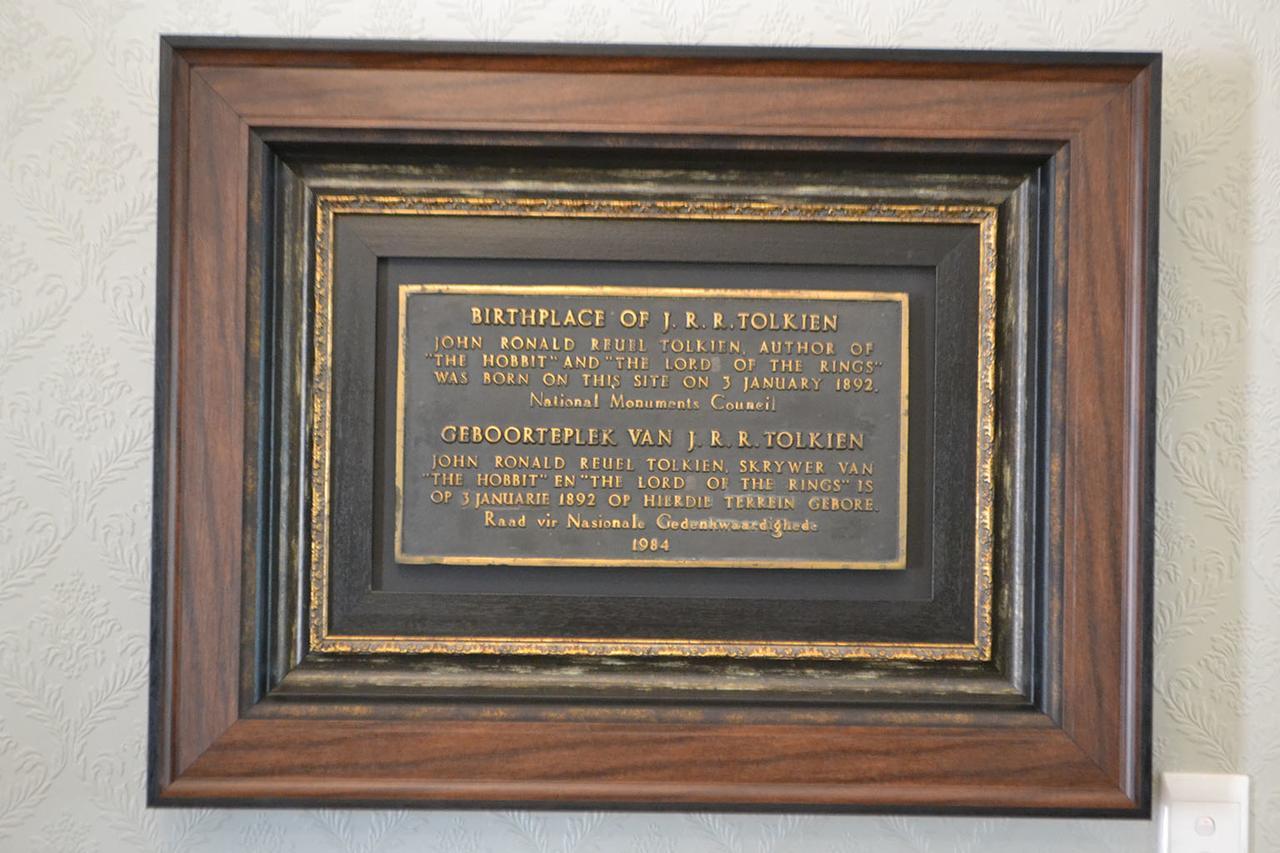 BIRTHPLACE OF J. R. R. TOLKIEN
JOHN RONALD REUEL TOLKIEN, AUTHOR OF
"THE HOBBIT" AND "THE LORD OF THE RINGS"
WAS BORN ON THIS SITE ON 3 JANUARY 1892.
National Monuments Council
GEBOORTEPLEK VAN J. R. R. TOLKIEN
JOHN RONALD REUEL TOLKIEN, SKRYWER VAN
"THE HOBBIT" EN "THE LORD OF THE RINGS" IS
OP 3 JANUARIE 1892 OP HIERDIE TERREIN GEBORE.
Raad vir Nasionale Gedenkwaardighede
1984